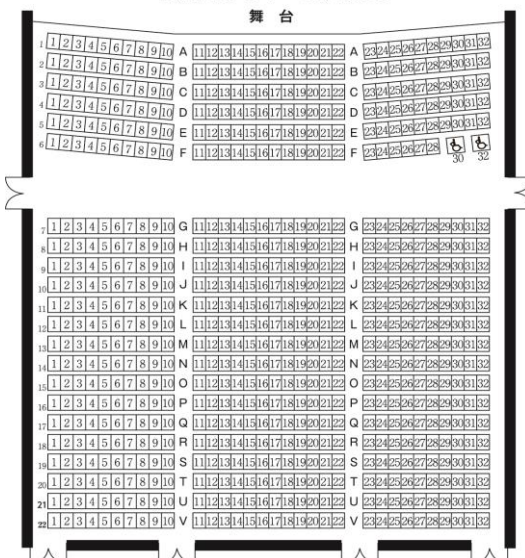 舞 台
1 1 2 3 4 5 6 7 8 9 10 A 11 12 13 14 15 16 17 18 19 20 21 22 A 23 24 25 26 27 28 29 30 31 32
2 1 2 3 4 5 6 7 8 9 10 B 11 12 13 14 15 16 17 18 19 20 21 22 B 23 24 25 26 27 28 29 30 31 32
3 1 2 3 4 5 6 7 8 9 10 C 11 12 13 14 15 16 17 18 19 20 21 22 C 23 24 25 26 27 28 29 30 31 32
4 1 2 3 4 5 6 7 8 9 10 D 11 12 13 14 15 16 17 18 19 20 21 22 D 23 24 25 26 27 28 29 30 31 32
5 1 2 3 4 5 6 7 8 9 10 E 11 12 13 14 15 16 17 18 19 20 21 22 E 23 24 25 26 27 28 29 30 31 32
6 1 2 3 4 5 6 7 8 9 10 F 11 12 13 14 15 16 17 18 19 20 21 22 F 23 24 25 26 27 28 30 32
7 1 2 3 4 5 6 7 8 9 10 G 11 12 13 14 15 16 17 18 19 20 21 22 G 23 24 25 26 27 28 29 30 31 32
8 1 2 3 4 5 6 7 8 9 10 H 11 12 13 14 15 16 17 18 19 20 21 22 H 23 24 25 26 27 28 29 30 31 32
9 1 2 3 4 5 6 7 8 9 10 I 11 12 13 14 15 16 17 18 19 20 21 22 I 23 24 25 26 27 28 29 30 31 32
10 1 2 3 4 5 6 7 8 9 10 J 11 12 13 14 15 16 17 18 19 20 21 22 J 23 24 25 26 27 28 29 30 31 32
11 1 2 3 4 5 6 7 8 9 10 K 11 12 13 14 15 16 17 18 19 20 21 22 K 23 24 25 26 27 28 29 30 31 32
12 1 2 3 4 5 6 7 8 9 10 L 11 12 13 14 15 16 17 18 19 20 21 22 L 23 24 25 26 27 28 29 30 31 32
13 1 2 3 4 5 6 7 8 9 10 M 11 12 13 14 15 16 17 18 19 20 21 22 M 23 24 25 26 27 28 29 30 31 32
14 1 2 3 4 5 6 7 8 9 10 N 11 12 13 14 15 16 17 18 19 20 21 22 N 23 24 25 26 27 28 29 30 31 32
15 1 2 3 4 5 6 7 8 9 10 O 11 12 13 14 15 16 17 18 19 20 21 22 O 23 24 25 26 27 28 29 30 31 32
16 1 2 3 4 5 6 7 8 9 10 P 11 12 13 14 15 16 17 18 19 20 21 22 P 23 24 25 26 27 28 29 30 31 32
17 1 2 3 4 5 6 7 8 9 10 Q 11 12 13 14 15 16 17 18 19 20 21 22 Q 23 24 25 26 27 28 29 30 31 32
18 1 2 3 4 5 6 7 8 9 10 R 11 12 13 14 15 16 17 18 19 20 21 22 R 23 24 25 26 27 28 29 30 31 32
19 1 2 3 4 5 6 7 8 9 10 S 11 12 13 14 15 16 17 18 19 20 21 22 S 23 24 25 26 27 28 29 30 31 32
20 1 2 3 4 5 6 7 8 9 10 T 11 12 13 14 15 16 17 18 19 20 21 22 T 23 24 25 26 27 28 29 30 31 32
21 1 2 3 4 5 6 7 8 9 10 U 11 12 13 14 15 16 17 18 19 20 21 22 U 23 24 25 26 27 28 29 30 31 32
22 1 2 3 4 5 6 7 8 9 10 V 11 12 13 14 15 16 17 18 19 20 21 22 V 23 24 25 26 27 28 29 30 31 32